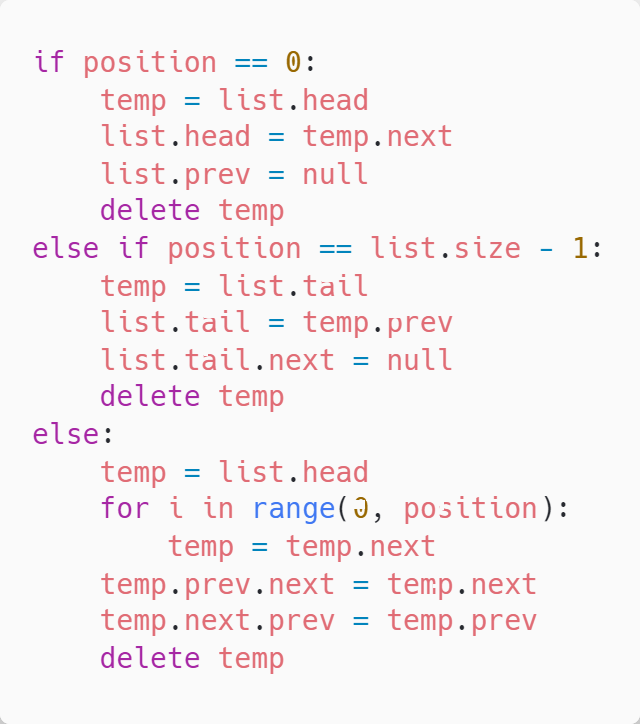 if position == 0:
    temp = list.head
    list.head = temp.next
    list.prev = null
    delete temp
else if position == list.size - 1:
    temp = list.tail
    list.tail = temp.prev
    list.tail.next = null
    delete temp
else:
    temp = list.head
    for i in range(0, position):
        temp = temp.next
    temp.prev.next = temp.next
    temp.next.prev = temp.prev
    delete temp